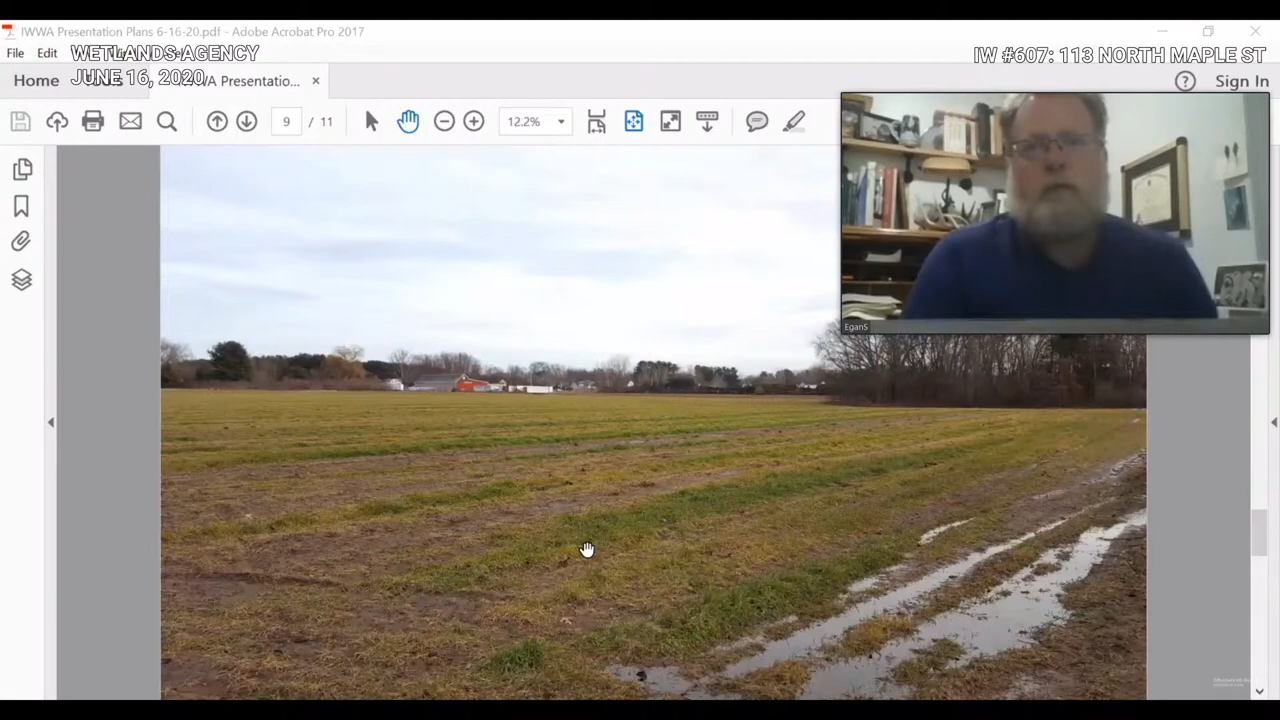 IWWA Presentation Plans 6-16-20.pdf - Adobe Acrobat Pro 2017
File Edit
WETLANDS AGENCY
JUNE 16, 2020
IW #607: 113 NORTH MAPLE ST
Home
WA Presentatio...
Sign In
9 / 11
12.2%
EganS